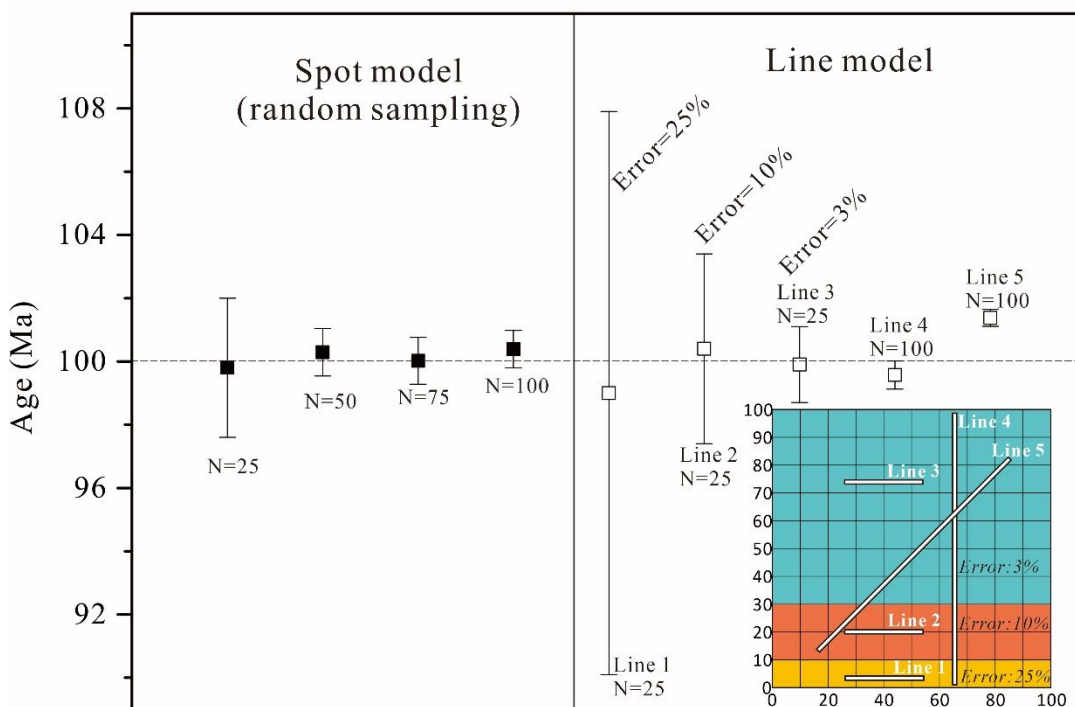 Spot model
(random sampling)
Line model
Age (Ma)
108
104
100
96
92
N=25
N=50
N=75
N=100
Error=25%
Error=10%
Error=3%
Line 1
N=25
Line 2
N=25
Line 3
N=25
Line 4
N=100
Line 5
N=100
100
90
80
70
60
50
40
30
20
10
0
Line 4
Line 5
Line 3
Error:3%
Line 2
Error:10%
Line 1
Error:25%
0 20 40 60 80 100